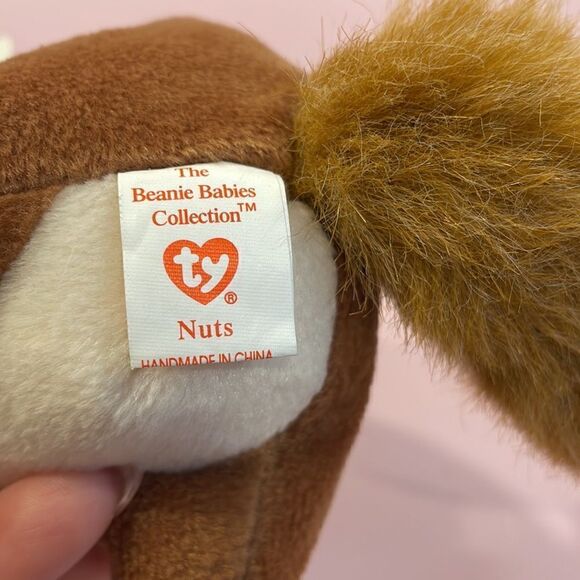 The
Beanie Babies
Collection™
ty®
Nuts
HANDMADE IN CHINA